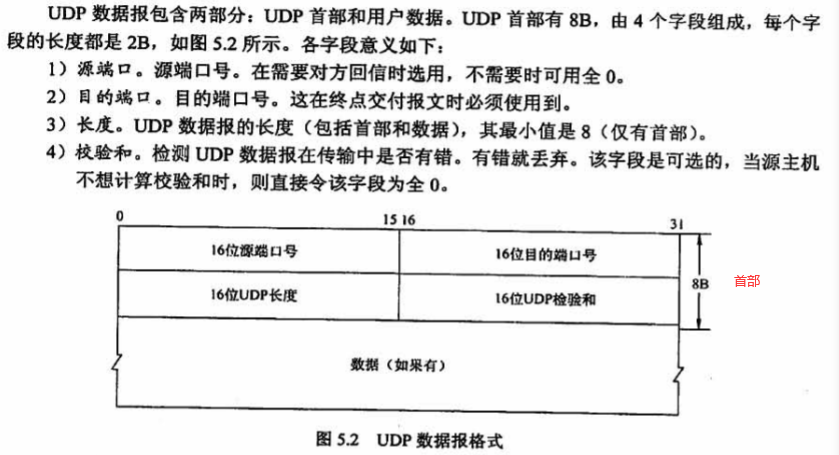 UDP 数据报包含两部分：UDP 首部和用户数据。UDP 首部有 8B，由 4 个字段组成，每个字
段的长度都是 2B，如图 5.2 所示。各字段意义如下：
1）源端口。源端口号。在需要对方回信时选用，不需要时可用全 0。
2）目的端口。目的端口号。这在终点交付报文时必须使用到。
3）长度。UDP 数据报的长度（包括首部和数据），其最小值是 8（仅有首部）。
4）校验和。检测 UDP 数据报在传输中是否有错。有错就丢弃。该字段是可选的，当源主机
不想计算校验和时，则直接令该字段为全 0。
0 15 16 31
16位源端口号 16位目的端口号
8B 首部
16位UDP长度 16位UDP检验和
数据（如果有）
图 5.2 UDP 数据报格式